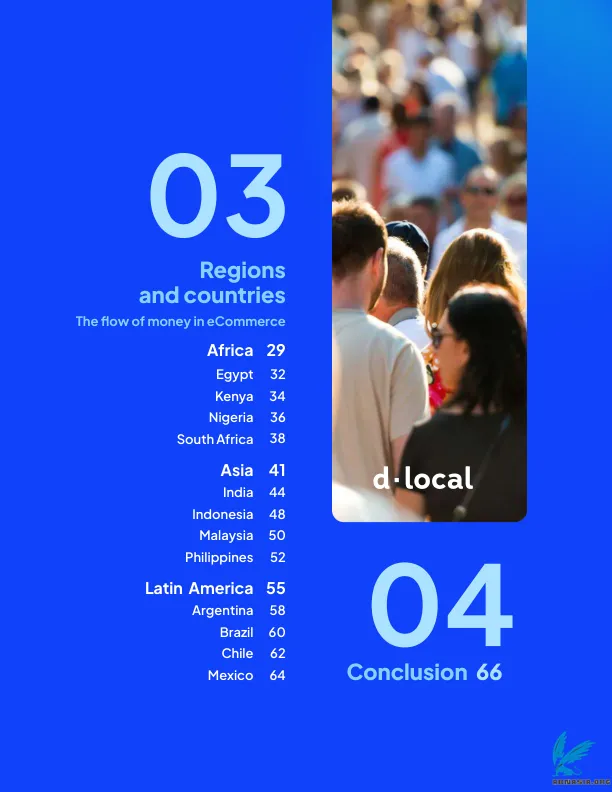 03
Regions
and countries
The flow of money in eCommerce
Africa 29
Egypt 32
Kenya 34
Nigeria 36
South Africa 38
Asia 41
India 44
Indonesia 48
Malaysia 50
Philippines 52
Latin America 55
Argentina 58
Brazil 60
Chile 62
Mexico 64
d·local
04
Conclusion 66